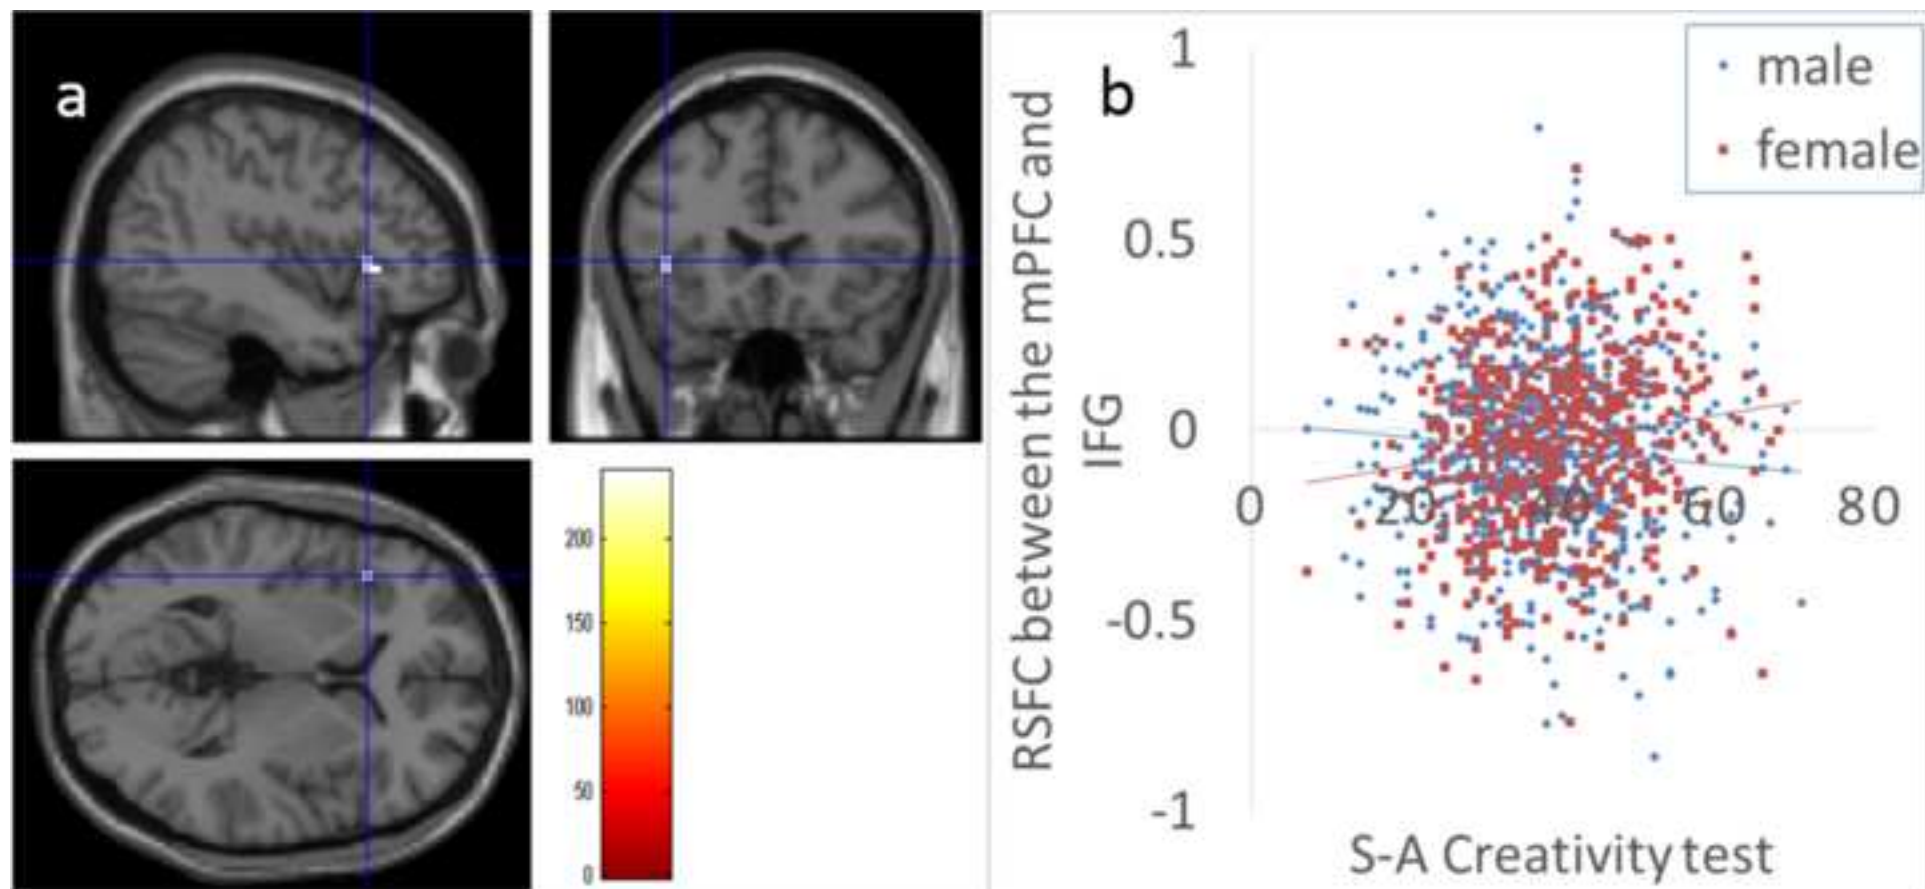 a
200
150
100
50
0
b
male
female
RSFC between the mPFC and
IFG
1
0.5
0
-0.5
-1
0 20 40 60 80
S-A Creativity test